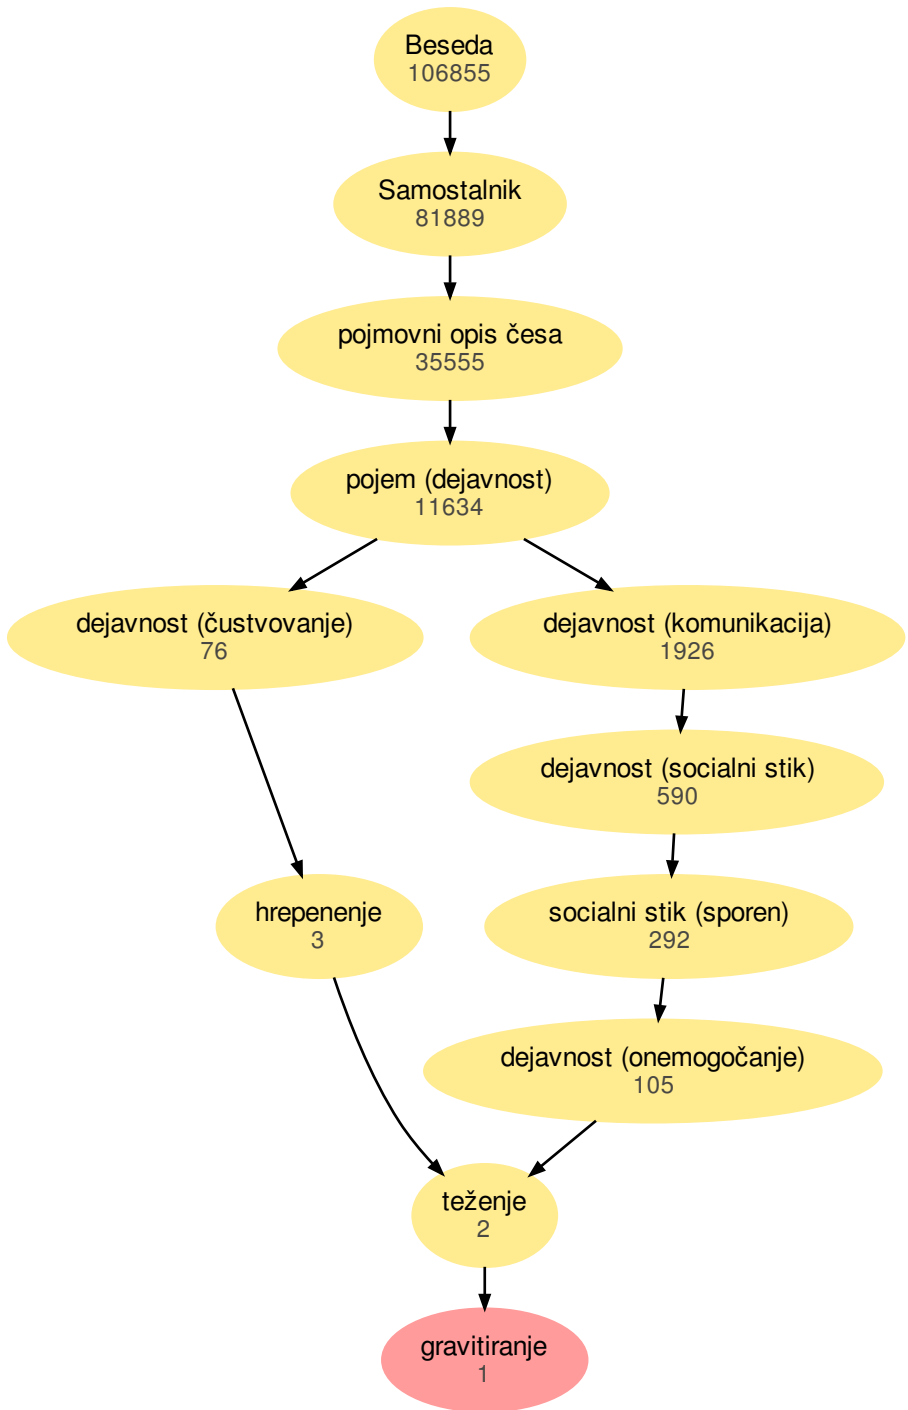 Beseda
106855
Samostalnik
81889
pojmovni opis česa
35555
pojem (dejavnost)
11634
dejavnost (čustvovanje)
76
dejavnost (komunikacija)
1926
dejavnost (socialni stik)
590
hrepenenje
3
socialni stik (sporen)
292
dejavnost (onemogočanje)
105
teženje
2
gravitiranje
1